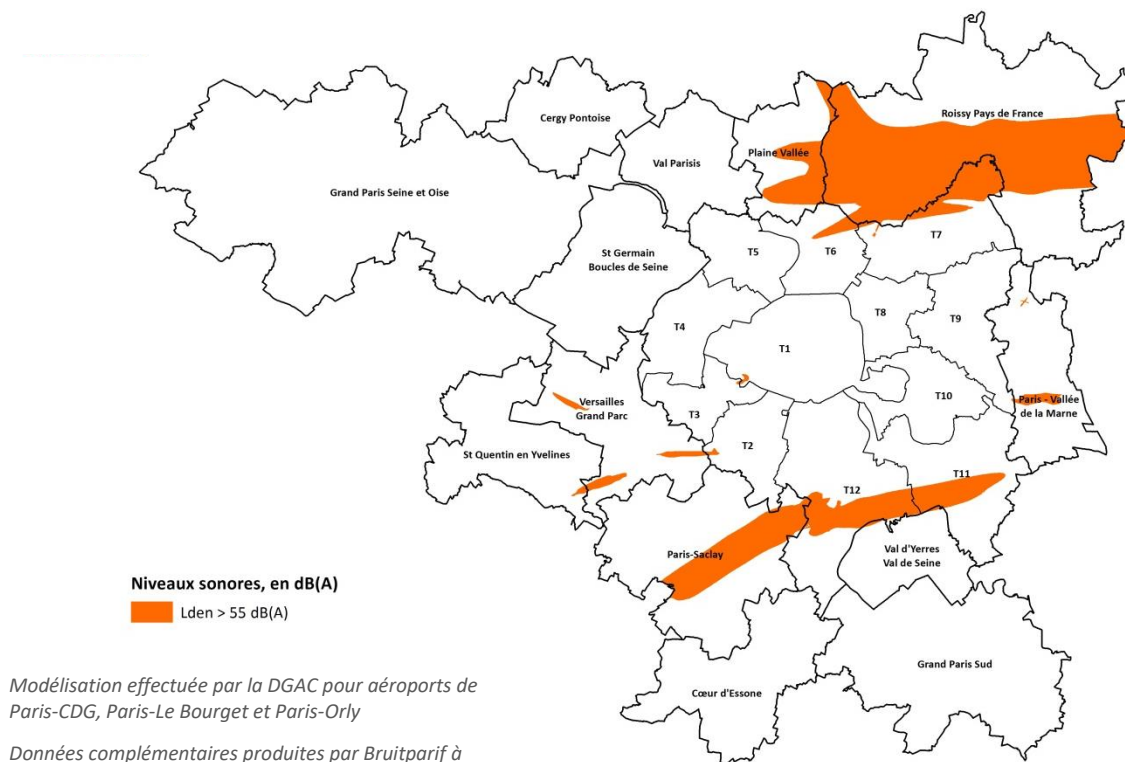 Roissy Pays de France
Cergy Pontoise
Plaine Vallée
Val Parisis
Grand Paris Seine et Oise
T7
T5
T6
St Germain
Boucles de Seine
T8
T9
T4
T1
T10
Paris - Vallée
de la Marne
Versailles
Grand Parc
T3
T2
St Quentin en Yvelines
T11
T12
Paris-Saclay
Val d'Yerres
Val de Seine
Niveaux sonores, en dB(A)
Lden > 55 dB(A)
Grand Paris Sud
Cœur d'Essone
Modélisation effectuée par la DGAC pour aéroports de
Paris-CDG, Paris-Le Bourget et Paris-Orly
Données complémentaires produites par Bruitparif à